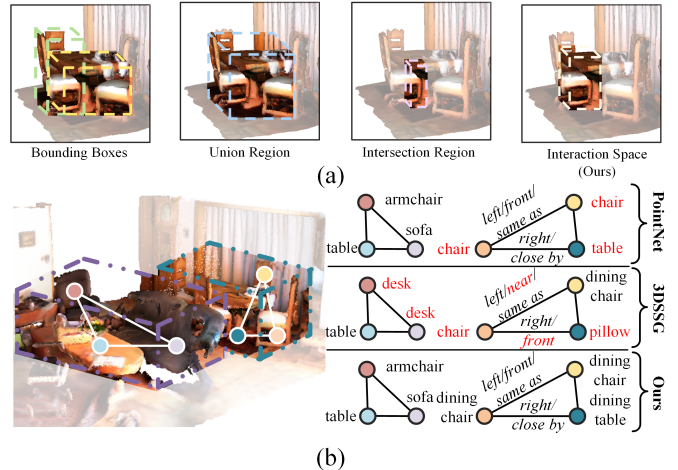 Bounding Boxes
Union Region
Intersection Region
Interaction Space
(Ours)
(a)
armchair
sofa
table
left/front/
same as
right/
close by
chair
chair
table
PointNet
desk
desk
table
left/near/
same as
right/
front
chair
dining
chair
pillow
3DSSG
armchair
sofa
table
left/front/
same as
right/
close by
dining
chair
dining
chair
dining
table
Ours
(b)